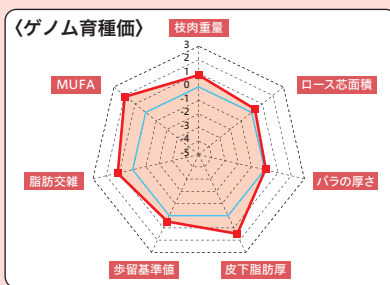 〈ゲノム育種価〉
枝肉重量
3
2
1
0
-1
-2
-3
-4
-5
ロース芯面積
バラの厚さ
皮下脂肪厚
歩留基準値
脂肪交雑
MUFA